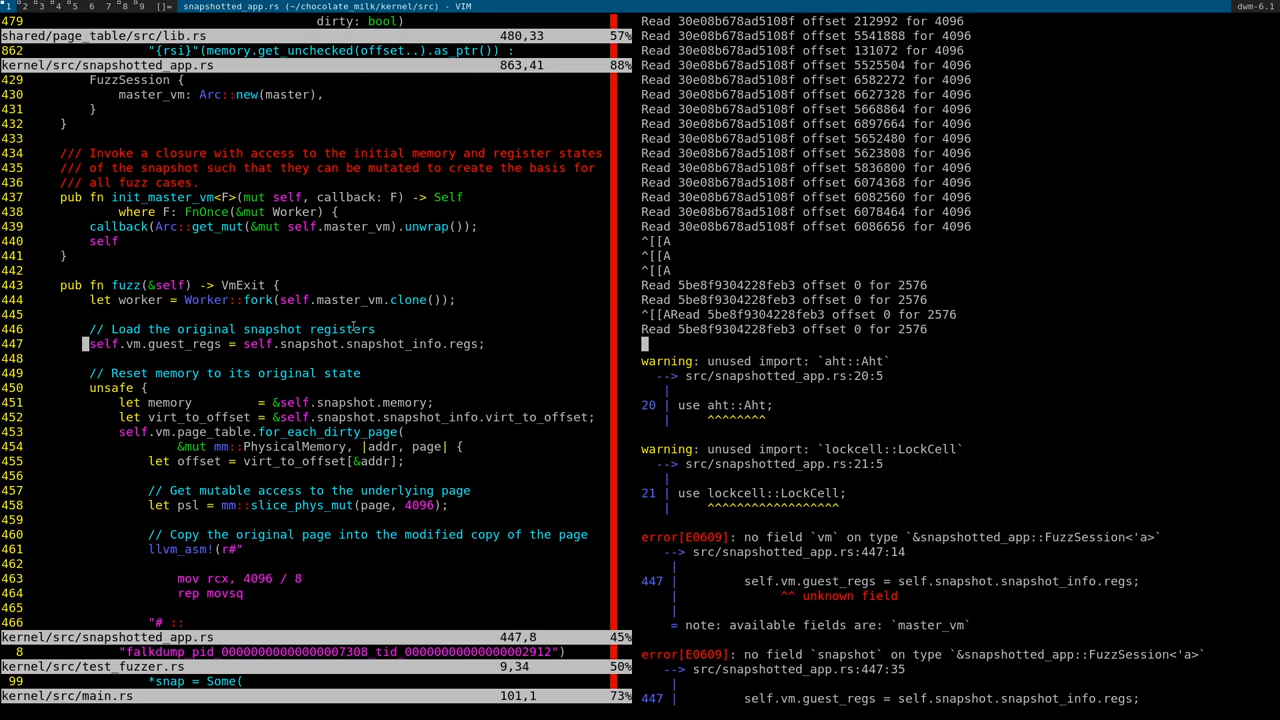 1 2 3 4 5 6 7 8 9 []= snapshotted_app.rs (~/chocolate_milk/kernel/src) - VIM dwm-6.1
479 dirty: bool)
shared/page_table/src/lib.rs 480,33 57%
862 "{rsi}"(memory.get_unchecked(offset..).as_ptr()) :
kernel/src/snapshotted_app.rs 863,41 88%
429 FuzzSession {
430 master_vm: Arc::new(master),
431 }
432 }
433
434 /// Invoke a closure with access to the initial memory and register states
435 /// of the snapshot such that they can be mutated to create the basis for
436 /// all fuzz cases.
437 pub fn init_master_vm<F>(mut self, callback: F) -> Self
438 where F: FnOnce(&mut Worker) {
439 callback(Arc::get_mut(&mut self.master_vm).unwrap());
440 self
441 }
442
443 pub fn fuzz(&self) -> VmExit {
444 let worker = Worker::fork(self.master_vm.clone());
445
446 // Load the original snapshot registers
447 self.vm.guest_regs = self.snapshot.snapshot_info.regs;
448
449 // Reset memory to its original state
450 unsafe {
451 let memory = &self.snapshot.memory;
452 let virt_to_offset = &self.snapshot.snapshot_info.virt_to_offset;
453 self.vm.page_table.for_each_dirty_page(
454 &mut mm::PhysicalMemory, |addr, page| {
455 let offset = virt_to_offset[&addr];
456
457 // Get mutable access to the underlying page
458 let psl = mm::slice_phys_mut(page, 4096);
459
460 // Copy the original page into the modified copy of the page
461 llvm_asm!(r#"
462
463 mov rcx, 4096 / 8
464 rep movsq
465
466 "# ::
kernel/src/snapshotted_app.rs 447,8 45%
8 "falkdump_pid_00000000000000007308_tid_00000000000000002912")
kernel/src/test_fuzzer.rs 9,34 50%
99 *snap = Some(
kernel/src/main.rs 101,1 73%
Read 30e08b678ad5108f offset 212992 for 4096
Read 30e08b678ad5108f offset 5541888 for 4096
Read 30e08b678ad5108f offset 131072 for 4096
Read 30e08b678ad5108f offset 5525504 for 4096
Read 30e08b678ad5108f offset 6582272 for 4096
Read 30e08b678ad5108f offset 6627328 for 4096
Read 30e08b678ad5108f offset 5668864 for 4096
Read 30e08b678ad5108f offset 6897664 for 4096
Read 30e08b678ad5108f offset 5652480 for 4096
Read 30e08b678ad5108f offset 5623808 for 4096
Read 30e08b678ad5108f offset 5836800 for 4096
Read 30e08b678ad5108f offset 6074368 for 4096
Read 30e08b678ad5108f offset 6082560 for 4096
Read 30e08b678ad5108f offset 6078464 for 4096
Read 30e08b678ad5108f offset 6086656 for 4096
^[[A
^[[A
^[[A
Read 5be8f9304228feb3 offset 0 for 2576
Read 5be8f9304228feb3 offset 0 for 2576
^[[ARead 5be8f9304228feb3 offset 0 for 2576
Read 5be8f9304228feb3 offset 0 for 2576
warning: unused import: `aht::Aht`
--> src/snapshotted_app.rs:20:5
|
20 | use aht::Aht;
| ^^^^^^^^
warning: unused import: `lockcell::LockCell`
--> src/snapshotted_app.rs:21:5
|
21 | use lockcell::LockCell;
| ^^^^^^^^^^^^^^^^^^
error[E0609]: no field `vm` on type `&snapshotted_app::FuzzSession<'a>`
--> src/snapshotted_app.rs:447:14
|
447 | self.vm.guest_regs = self.snapshot.snapshot_info.regs;
| ^^ unknown field
|
= note: available fields are: `master_vm`
error[E0609]: no field `snapshot` on type `&snapshotted_app::FuzzSession<'a>`
--> src/snapshotted_app.rs:447:35
|
447 | self.vm.guest_regs = self.snapshot.snapshot_info.regs;